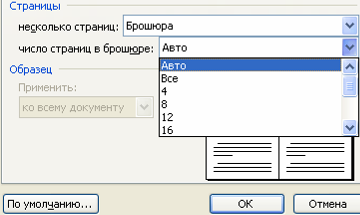 Страницы
несколько страниц: Брошюра
число страниц в брошюре: Авто
Авто
Все
4
8
12
16
Образец
Применить:
ко всему документу
По умолчанию... ОК Отмена